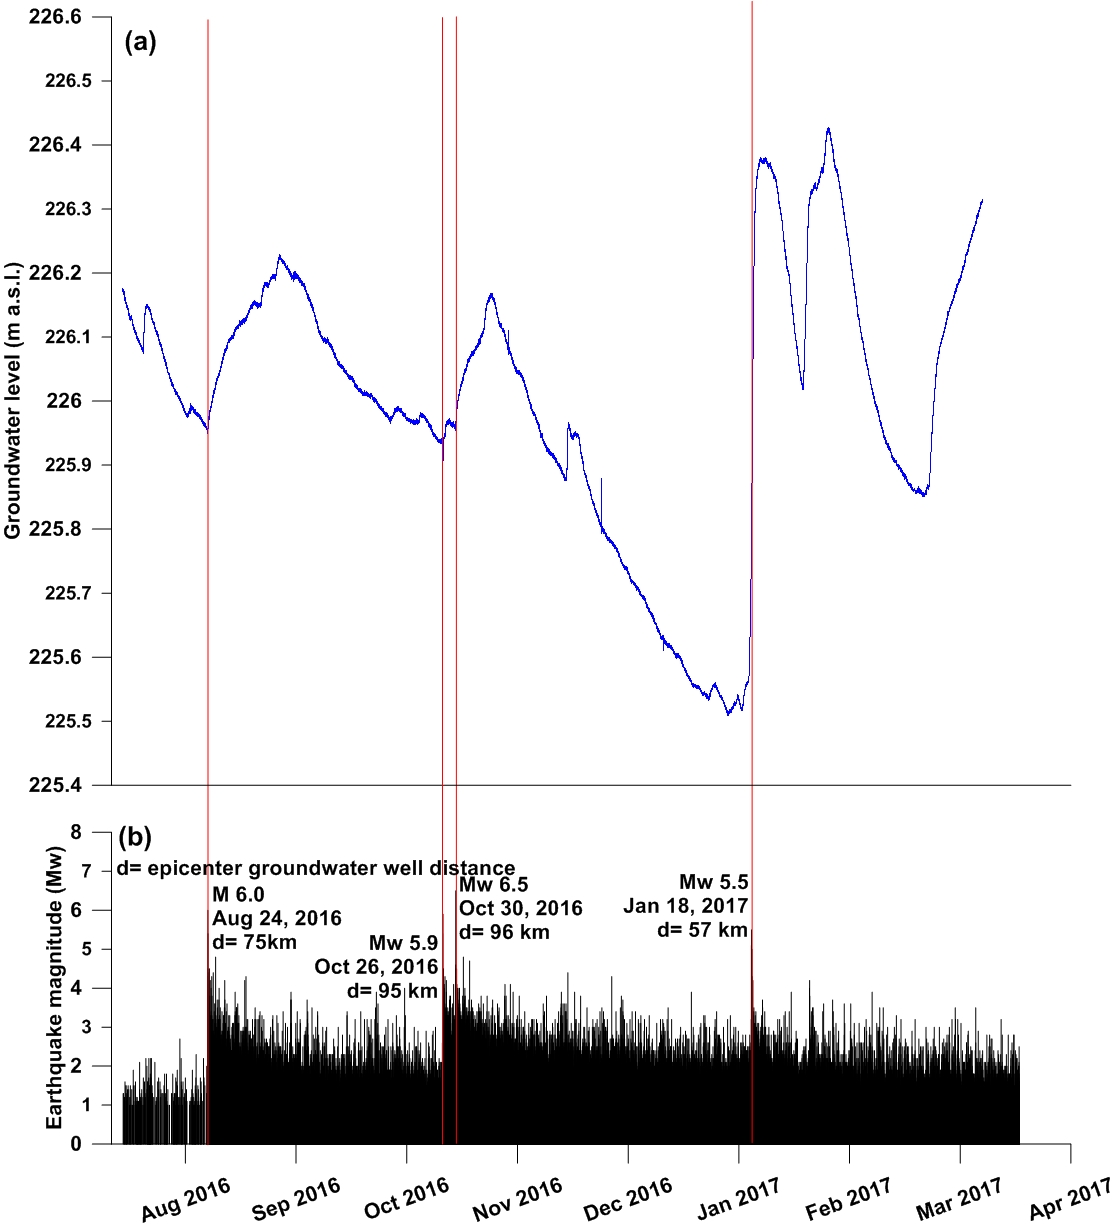 (a)
226.6
226.5
226.4
226.3
226.2
226.1
226
225.9
225.8
225.7
225.6
225.5
225.4
Groundwater level (m a.s.l.)
(b)
8
7
6
5
4
3
2
1
0
Earthquake magnitude (Mw)
d= epicenter groundwater well distance
M 6.0
Aug 24, 2016
d= 75km
Mw 5.9
Oct 26, 2016
d= 95 km
Mw 6.5
Oct 30, 2016
d= 96 km
Mw 5.5
Jan 18, 2017
d= 57 km
Aug 2016
Sep 2016
Oct 2016
Nov 2016
Dec 2016
Jan 2017
Feb 2017
Mar 2017
Apr 2017